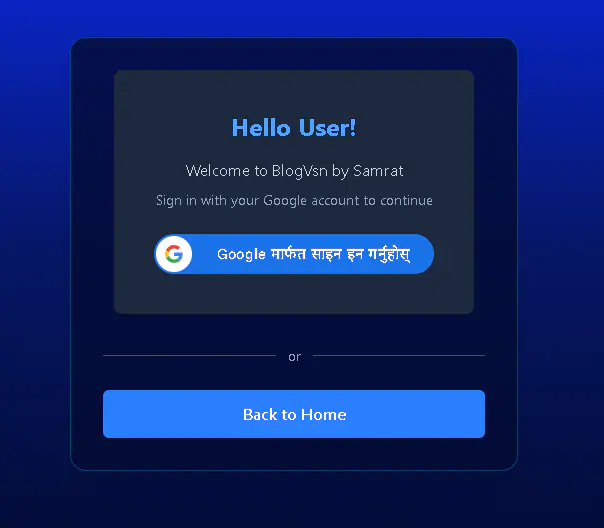 Hello User!
Welcome to BlogVsn by Samrat
Sign in with your Google account to continue
Google मार्फत साइन इन गर्नुहोस्
or
Back to Home